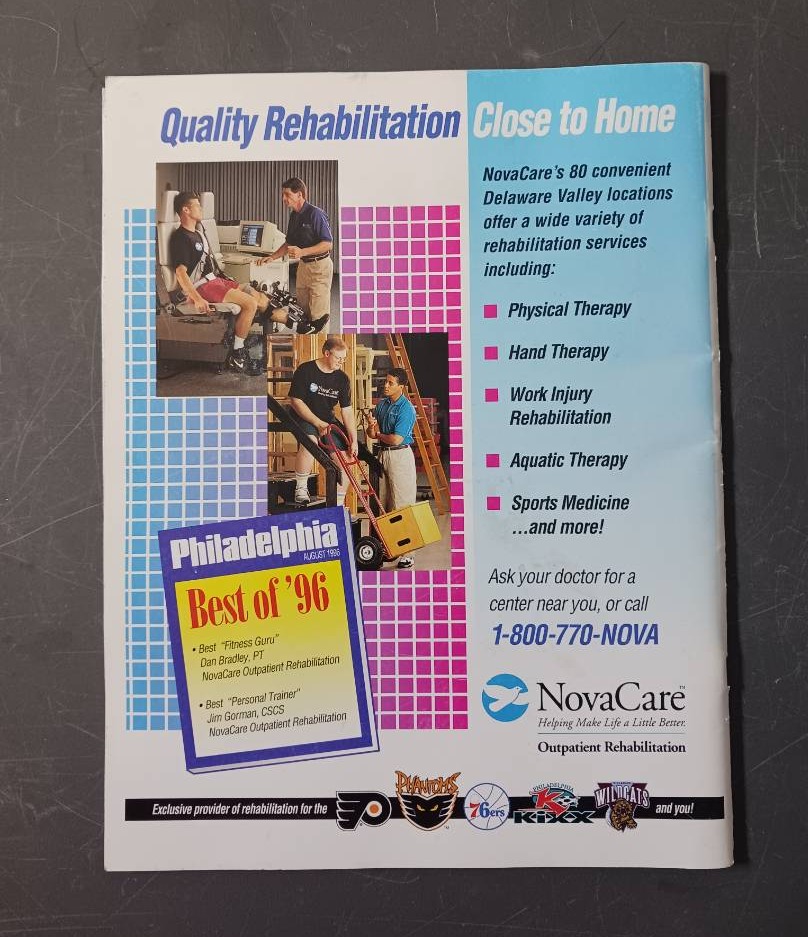 Quality Rehabilitation Close to Home
NovaCare's 80 convenient
Delaware Valley locations
offer a wide variety of
rehabilitation services
including:
Physical Therapy
Hand Therapy
Work Injury
Rehabilitation
Aquatic Therapy
Sports Medicine
...and more!
Ask your doctor for a
center near you, or call
1-800-770-NOVA
NovaCare™
Helping Make Life a Little Better.
Outpatient Rehabilitation
NovaCare
Philadelphia
AUGUST 1996
Best of '96
• Best "Fitness Guru"
Dan Bradley, PT
NovaCare Outpatient Rehabilitation
• Best "Personal Trainer"
Jim Gorman, CSCS
NovaCare Outpatient Rehabilitation
Exclusive provider of rehabilitation for the
PHANTOMS
76ers
PHILADELPHIA
KiXX
WILDCATS
and you!